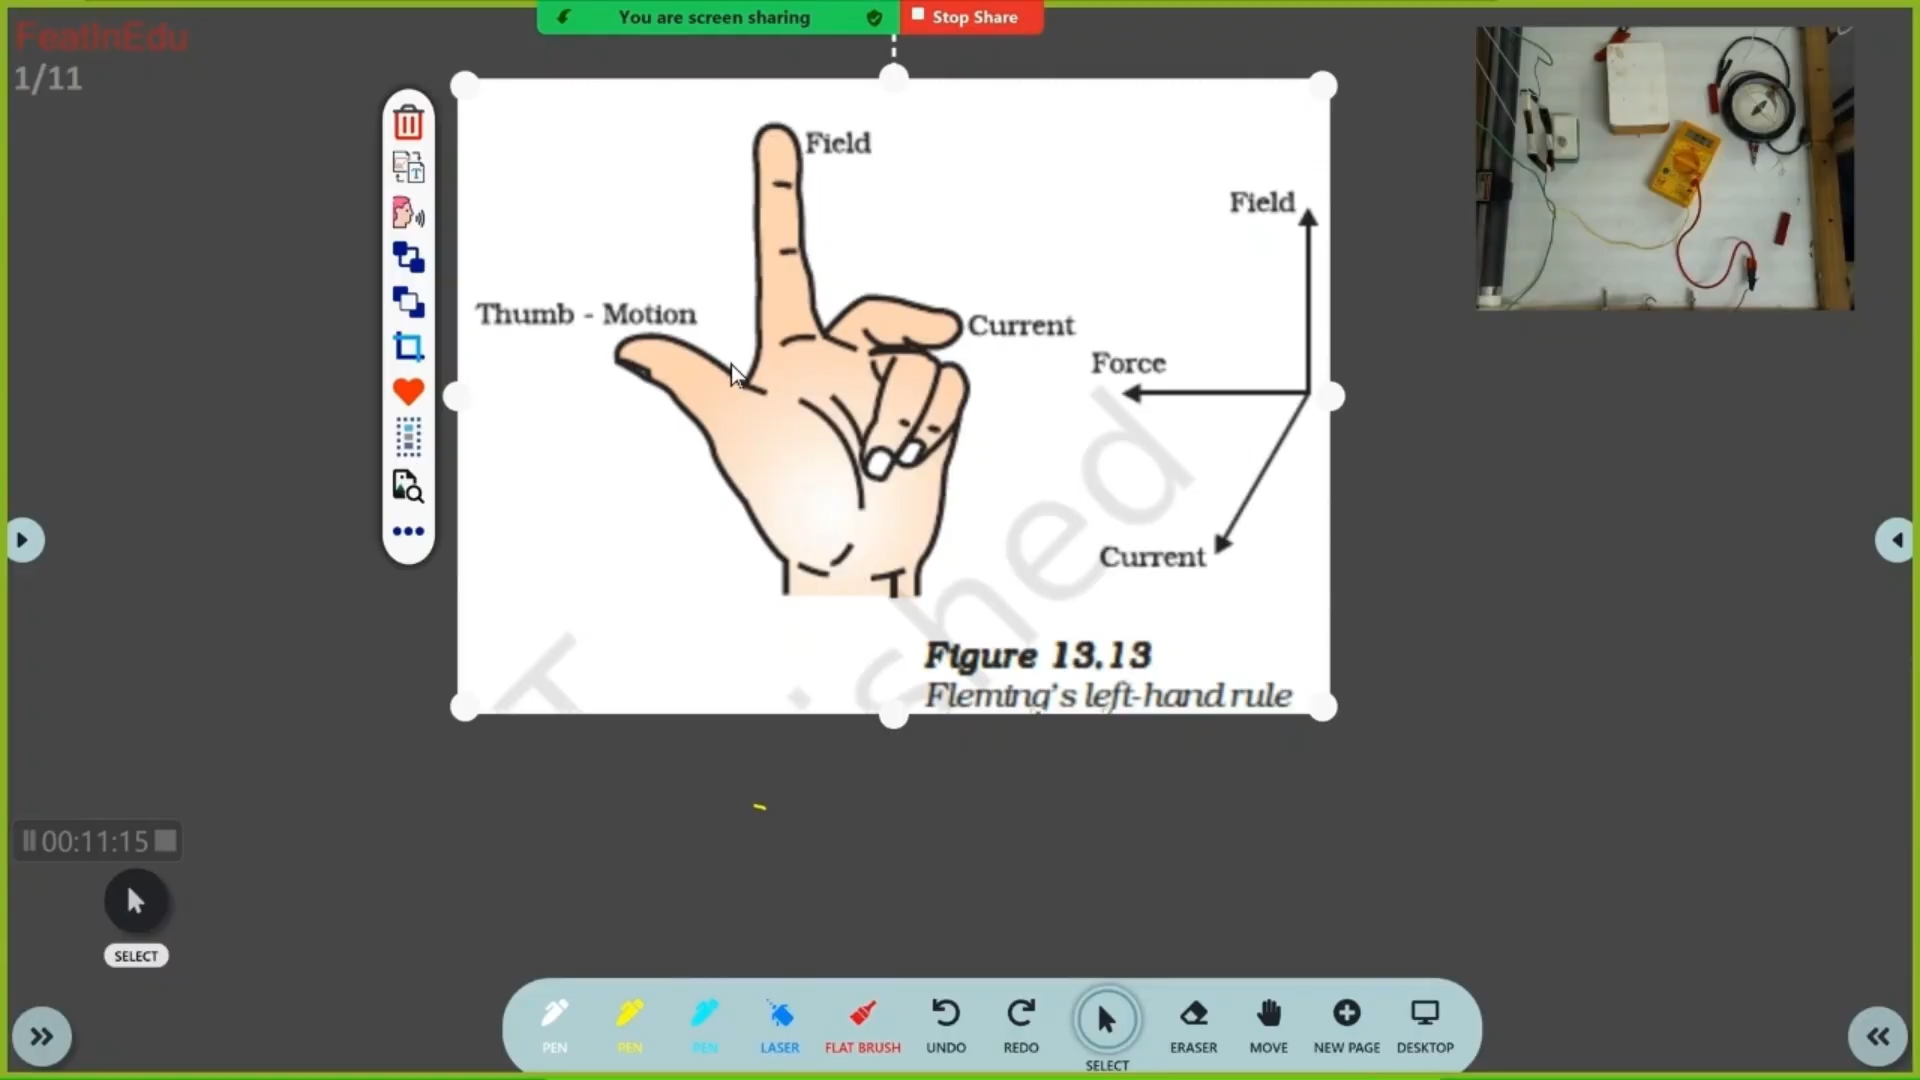 FeatInEdu
You are screen sharing
Stop Share
1/11
Field
Thumb - Motion
Current
Field
Force
Current
shed
T
Figure 13.13
Fleming's left-hand rule
00:11:15
SELECT
PEN
PEN
PEN
LASER
FLAT BRUSH
UNDO
REDO
SELECT
ERASER
MOVE
NEW PAGE
DESKTOP